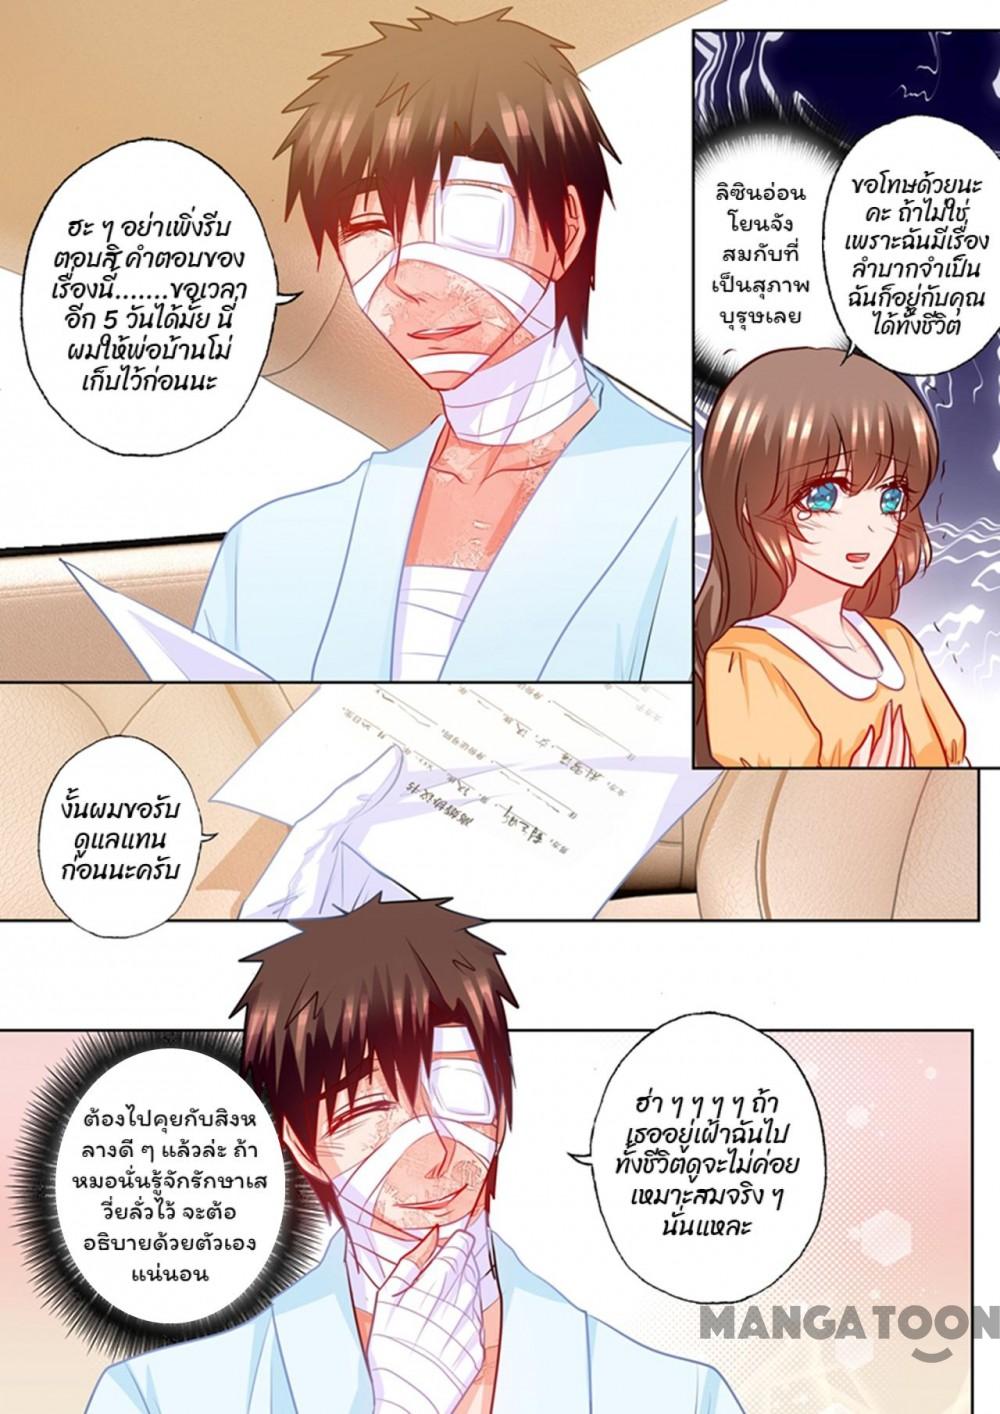 ฮะ ๆ อย่าเพิ่งรีบ
ตอบสิ คำตอบของ
เรื่องนี้.......ขอเวลา
อีก 5 วันได้มั้ย นี่
ผมให้พ่อบ้านโม่
เก็บไว้ก่อนนะ
ขอโทษด้วยนะ
คะ ถ้าไม่ใช่
เพราะฉันมีเรื่อง
ลำบากจำเป็น
ฉันก็อยู่กับคุณ
ได้ทั้งชีวิต
ลิซินอ่อน
โยนจัง
สมกับที่
เป็นสุภาพ
บุรุษเลย
งั้นผมขอรับ
ดูแลแทน
ก่อนนะครับ
离婚协议书
ฮ่า ๆ ๆ ๆ ๆ ถ้า
เธออยู่เฝ้าฉันไป
ทั้งชีวิตดูจะไม่ค่อย
เหมาะสมจริง ๆ
นั่นแหละ
ต้องไปคุยกับสิงห
ลางดี ๆ แล้วล่ะ ถ้า
หมอนั่นรู้จักรักษาเส
วี่ยลั่วไว้ จะต้อ
อธิบายด้วยตัวเอง
แน่นอน
MANGATOON